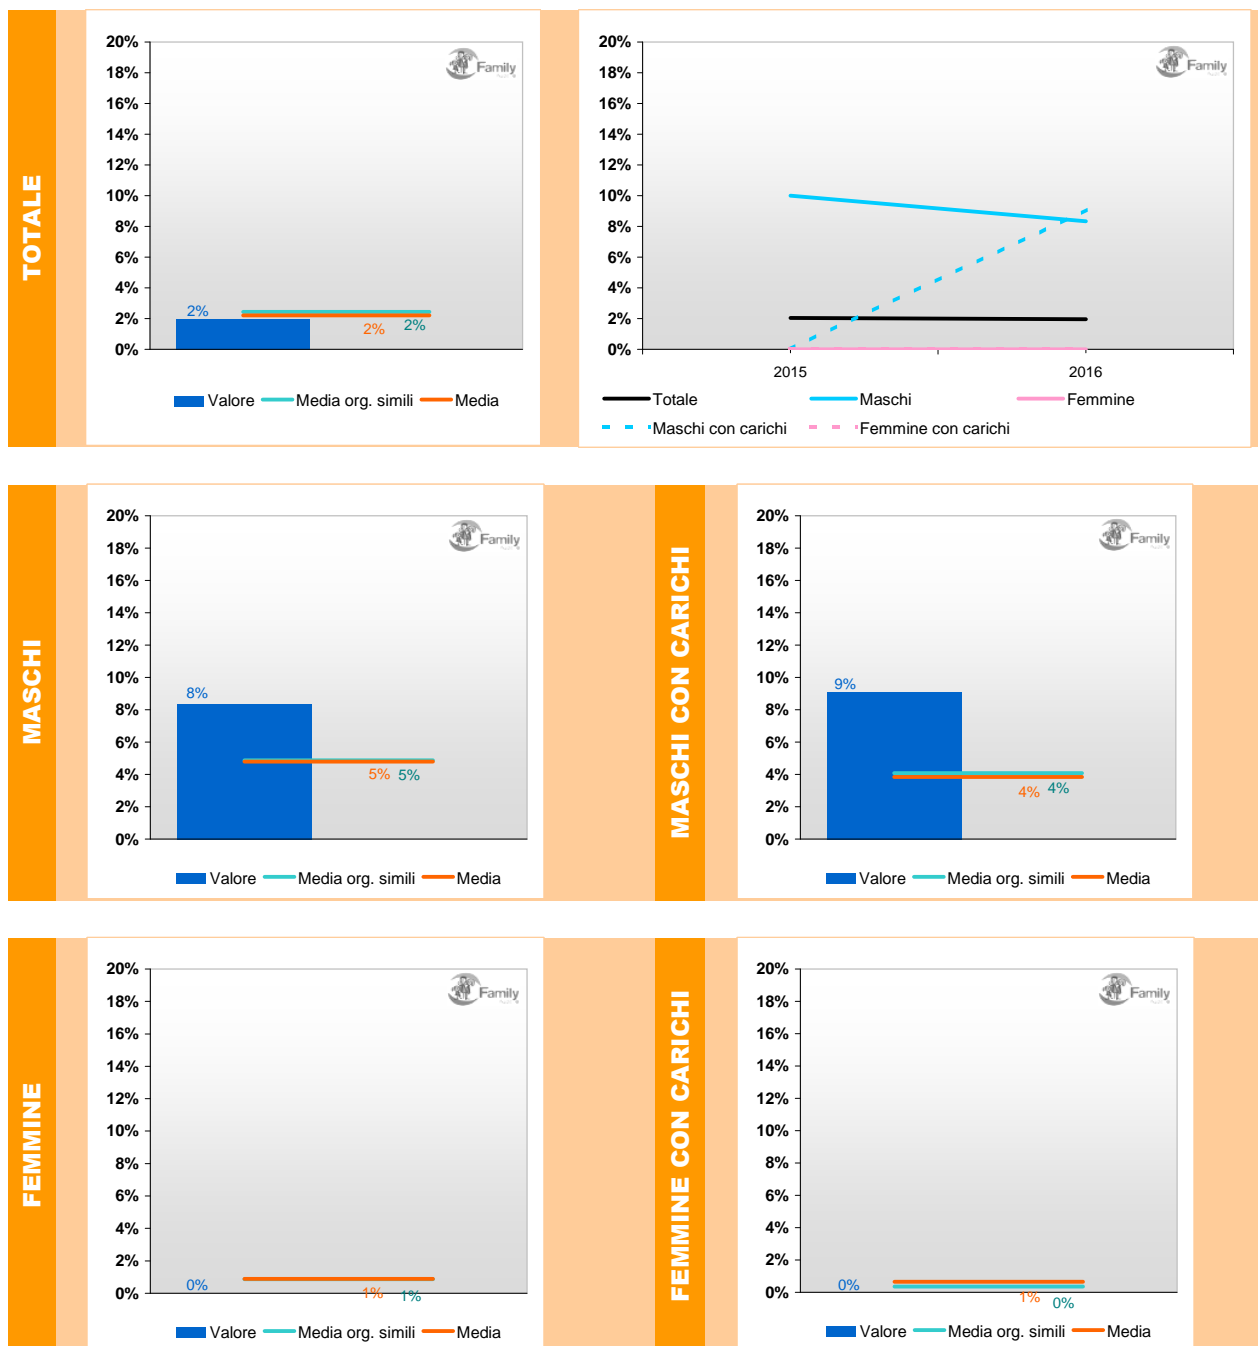 TOTALE
20%
18%
16%
14%
12%
10%
8%
6%
4%
2%
0%
Family
2%
2%
2%
Valore
Media org. simili
Media
20%
18%
16%
14%
12%
10%
8%
6%
4%
2%
0%
Family
2015
2016
Totale
Maschi
Femmine
Maschi con carichi
Femmine con carichi
MASCHI
20%
18%
16%
14%
12%
10%
8%
6%
4%
2%
0%
Family
8%
5%
5%
Valore
Media org. simili
Media
MASCHI CON CARICHI
20%
18%
16%
14%
12%
10%
8%
6%
4%
2%
0%
Family
9%
4%
4%
Valore
Media org. simili
Media
FEMMINE
20%
18%
16%
14%
12%
10%
8%
6%
4%
2%
0%
Family
0%
1%
1%
Valore
Media org. simili
Media
FEMMINE CON CARICHI
20%
18%
16%
14%
12%
10%
8%
6%
4%
2%
0%
Family
0%
1%
0%
Valore
Media org. simili
Media